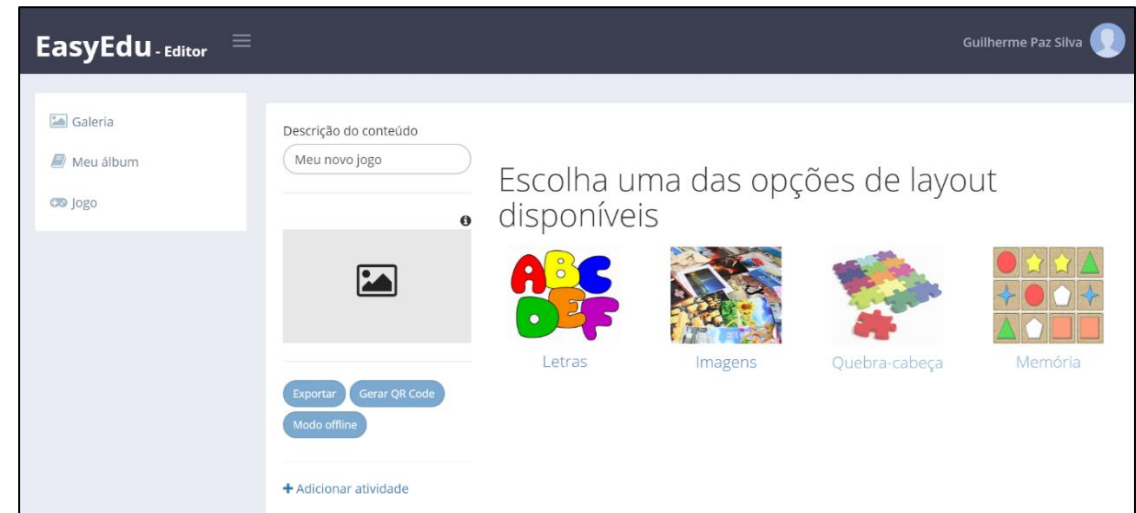 EasyEdu - Editor
Guilherme Paz Silva
Galeria
Meu álbum
Jogo
Descrição do conteúdo
Meu novo jogo
Exportar
Gerar QR Code
Modo offline
+ Adicionar atividade
Escolha uma das opções de layout
disponíveis
ABC
DEF
Letras
Imagens
Quebra-cabeça
Memória